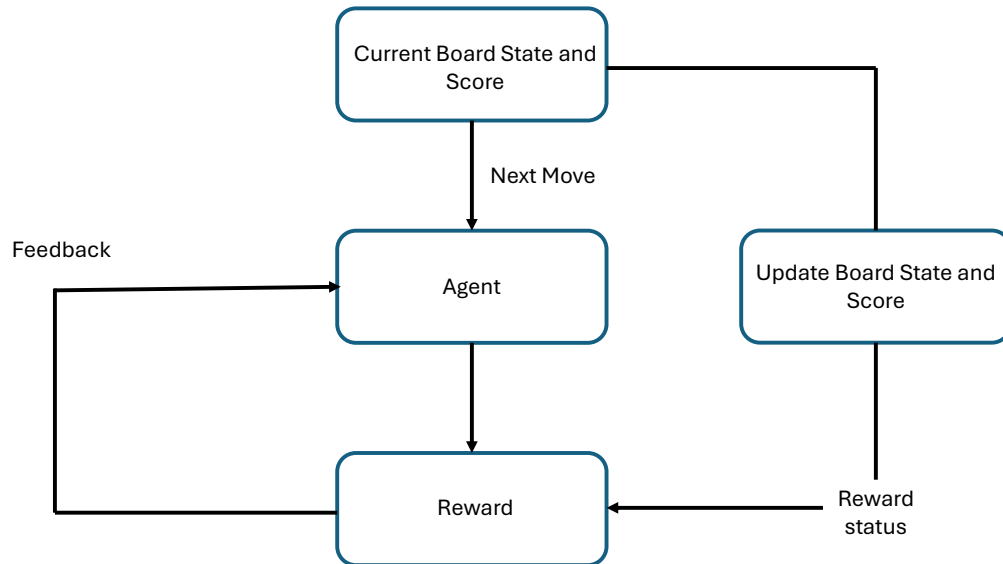 Current Board State and
Score
Next Move
Feedback
Agent
Update Board State and
Score
Reward
Reward
status